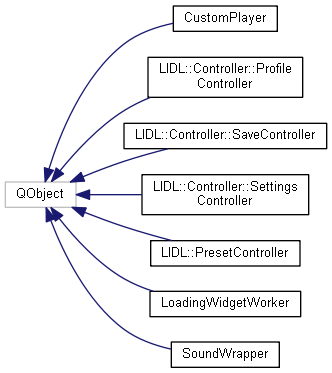 CustomPlayer
LIDL::Controller::Profile
Controller
LIDL::Controller::SaveController
QObject
LIDL::Controller::Settings
Controller
LIDL::PresetController
LoadingWidgetWorker
SoundWrapper